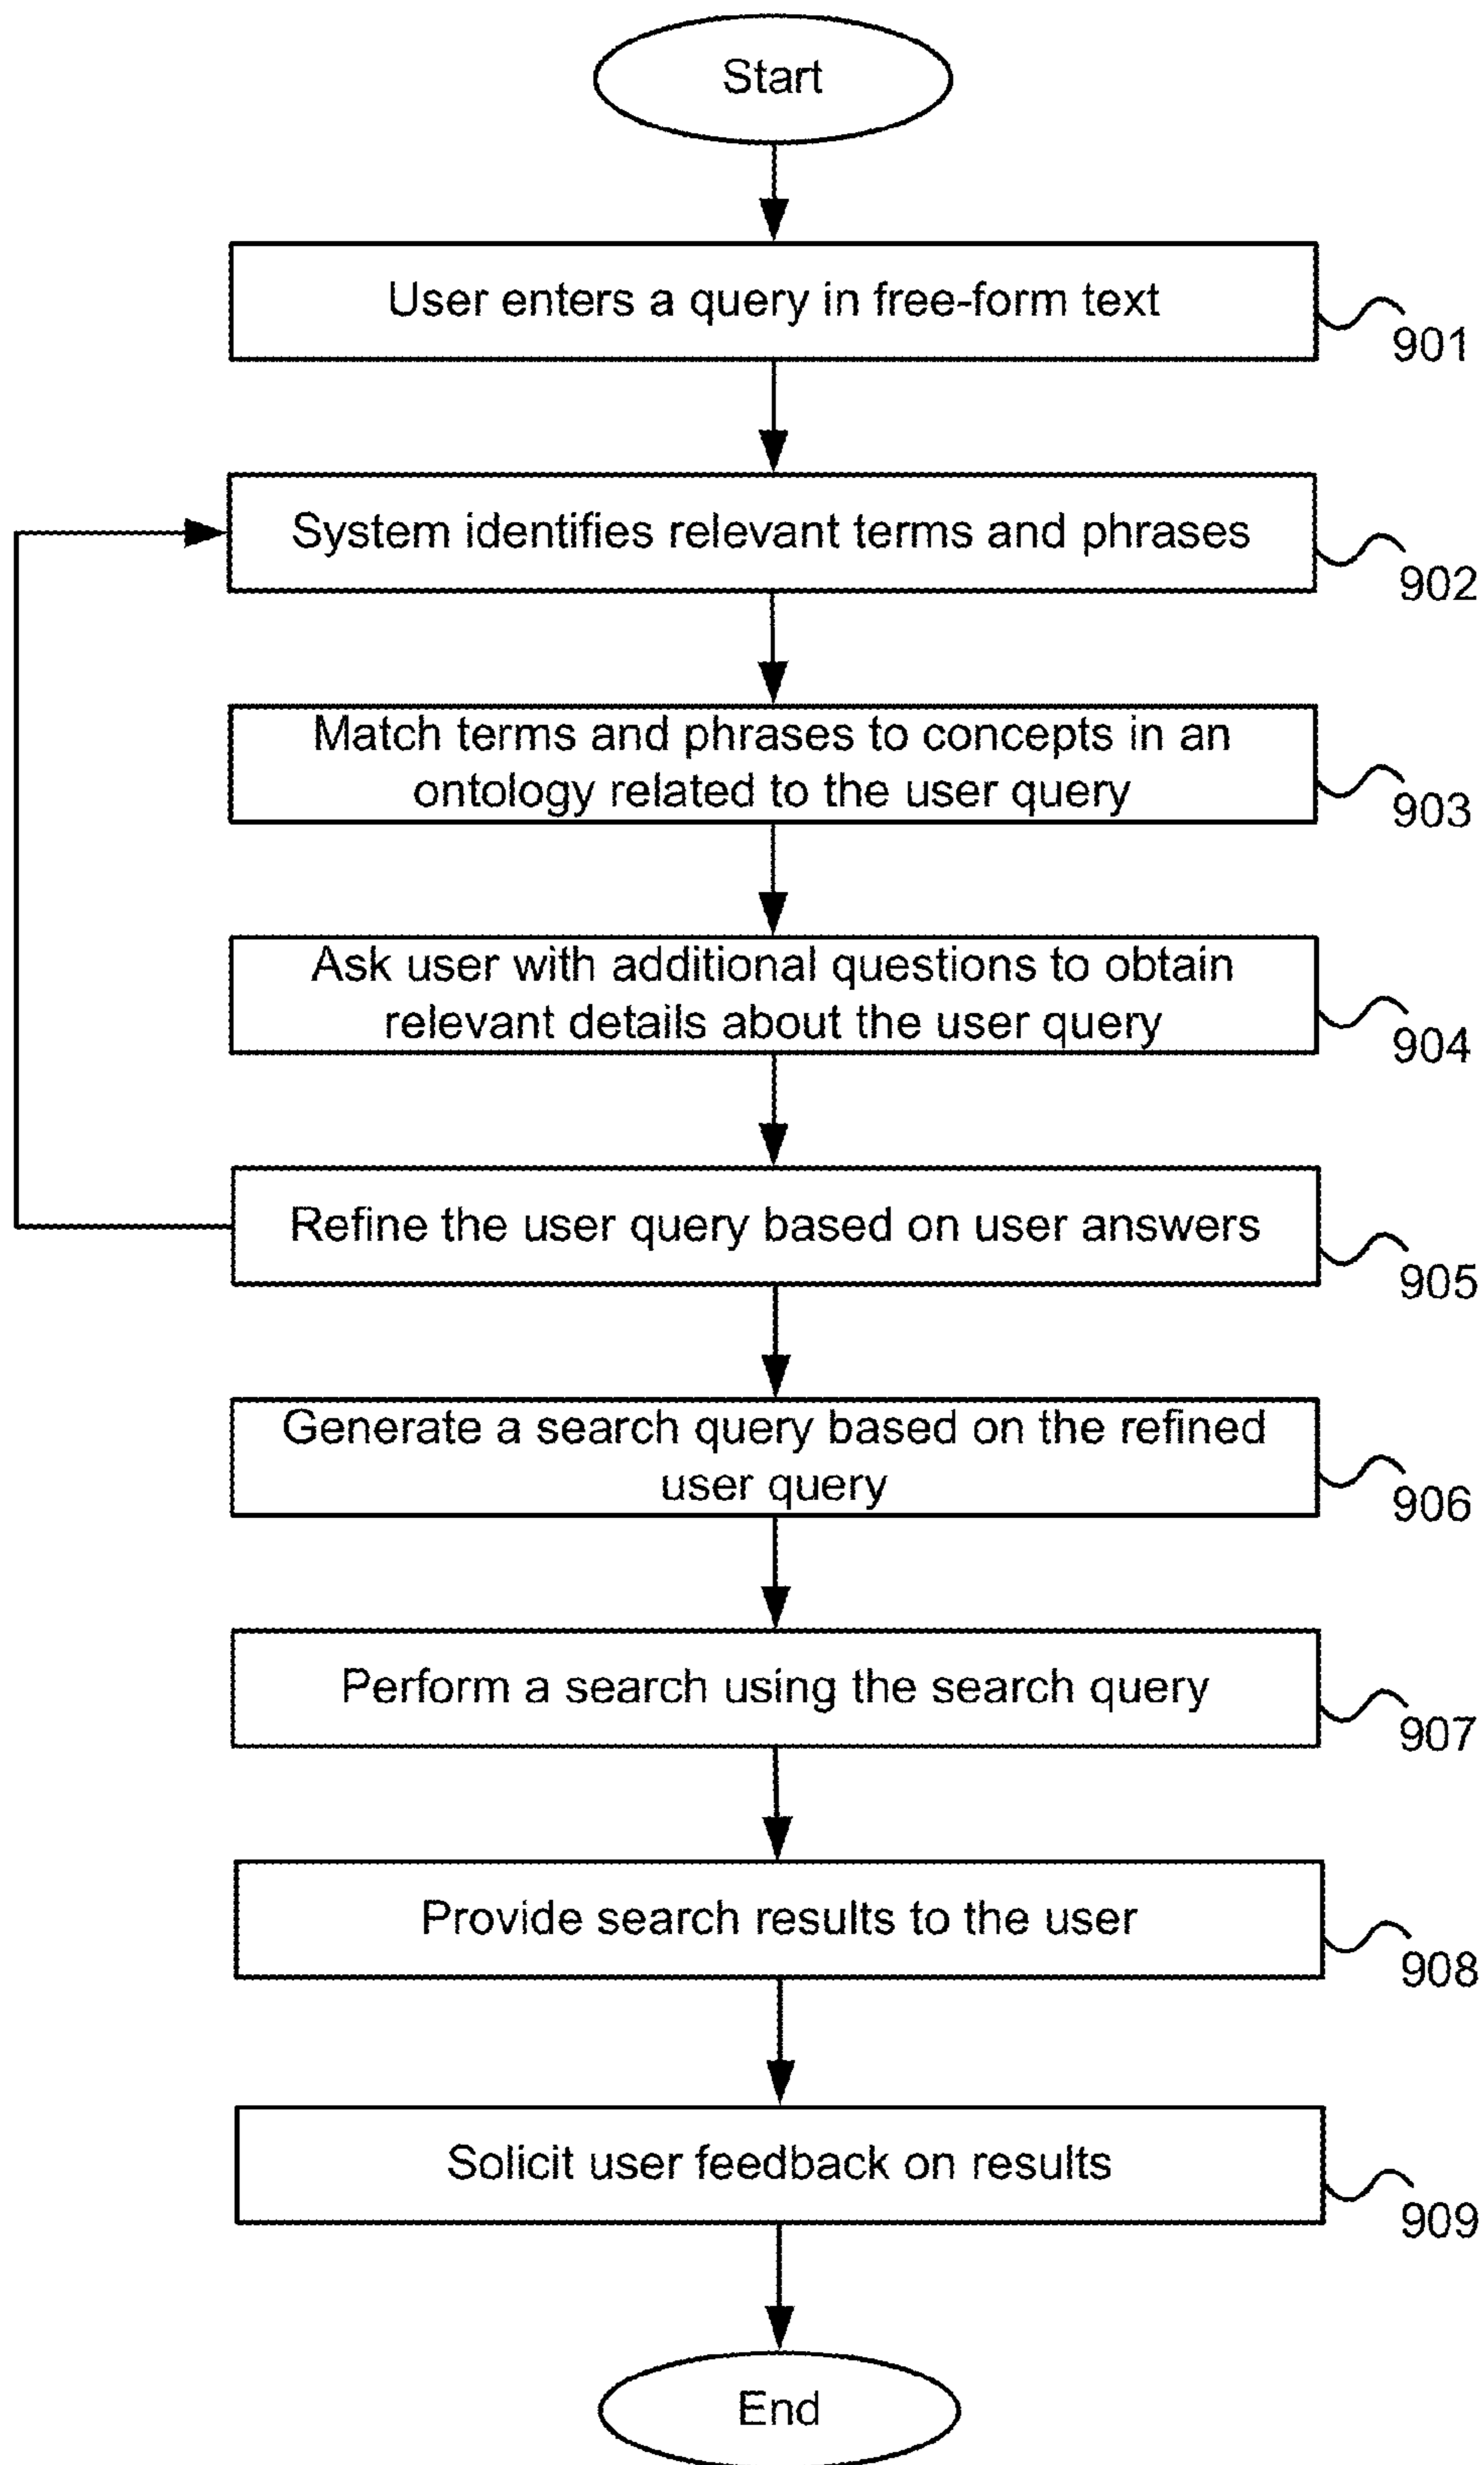 Start
User enters a query in free-form text
901
System identifies relevant terms and phrases
902
Match terms and phrases to concepts in an
ontology related to the user query
903
Ask user with additional questions to obtain
relevant details about the user query
904
Refine the user query based on user answers
905
Generate a search query based on the refined
user query
906
Perform a search using the search query
907
Provide search results to the user
908
Solicit user feedback on results
909
End